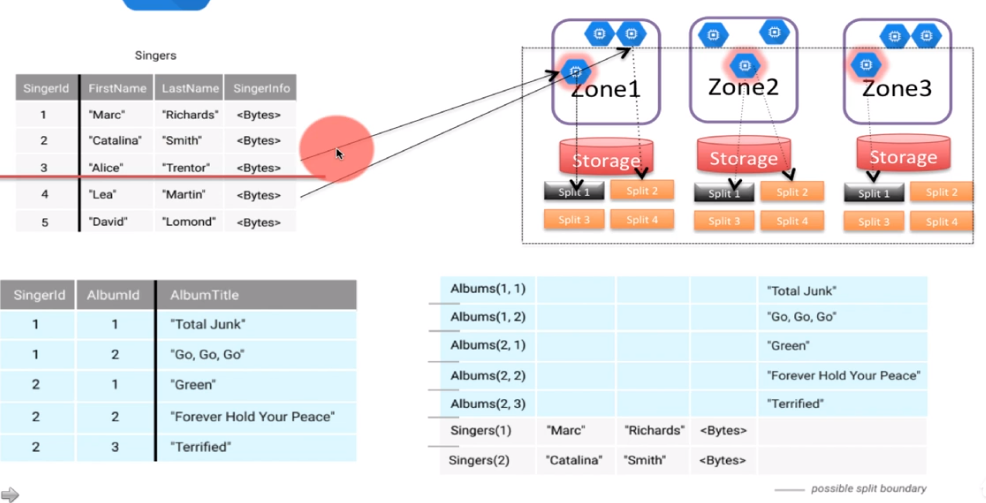 Singers
SingerId FirstName LastName SingerInfo
1 "Marc" "Richards" <Bytes>
2 "Catalina" "Smith" <Bytes>
3 "Alice" "Trentor" <Bytes>
4 "Lea" "Martin" <Bytes>
5 "David" "Lomond" <Bytes>
Zone1 Zone2 Zone3
Storage Storage Storage
Split 1 Split 2 Split 1 Split 2 Split 1 Split 2
Split 3 Split 4 Split 3 Split 4 Split 3 Split 4
SingerId AlbumId AlbumTitle
1 1 "Total Junk"
1 2 "Go, Go, Go"
2 1 "Green"
2 2 "Forever Hold Your Peace"
2 3 "Terrified"
Albums(1, 1) "Total Junk"
Albums(1, 2) "Go, Go, Go"
Albums(2, 1) "Green"
Albums(2, 2) "Forever Hold Your Peace"
Albums(2, 3) "Terrified"
Singers(1) "Marc" "Richards" <Bytes>
Singers(2) "Catalina" "Smith" <Bytes>
possible split boundary